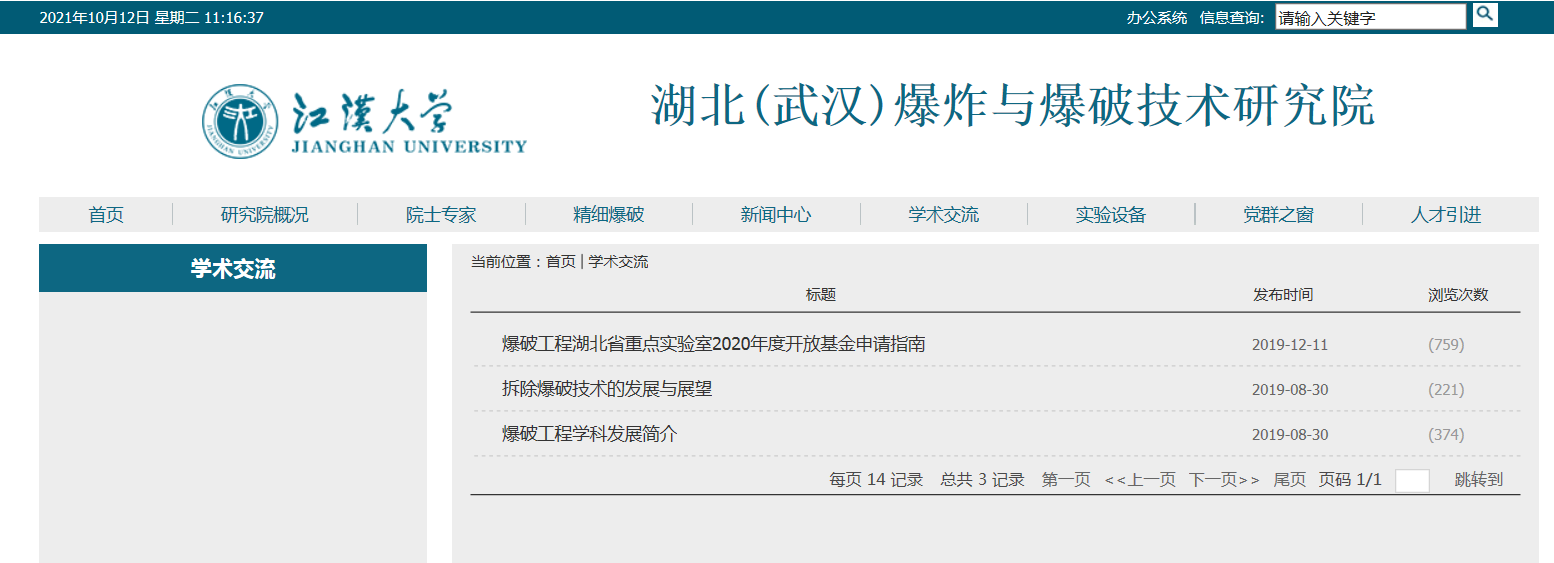 2021年10月12日 星期二 11:16:37 办公系统 信息查询: 请输入关键字
江漢大学
JIANGHAN UNIVERSITY
湖北(武汉)爆炸与爆破技术研究院
首页 研究院概况 院士专家 精细爆破 新闻中心 学术交流 实验设备 党群之窗 人才引进
学术交流
当前位置：首页 | 学术交流
标题 发布时间 浏览次数
爆破工程湖北省重点实验室2020年度开放基金申请指南 2019-12-11 (759)
拆除爆破技术的发展与展望 2019-08-30 (221)
爆破工程学科发展简介 2019-08-30 (374)
每页 14 记录 总共 3 记录 第一页 <<上一页 下一页>> 尾页 页码 1/1 跳转到